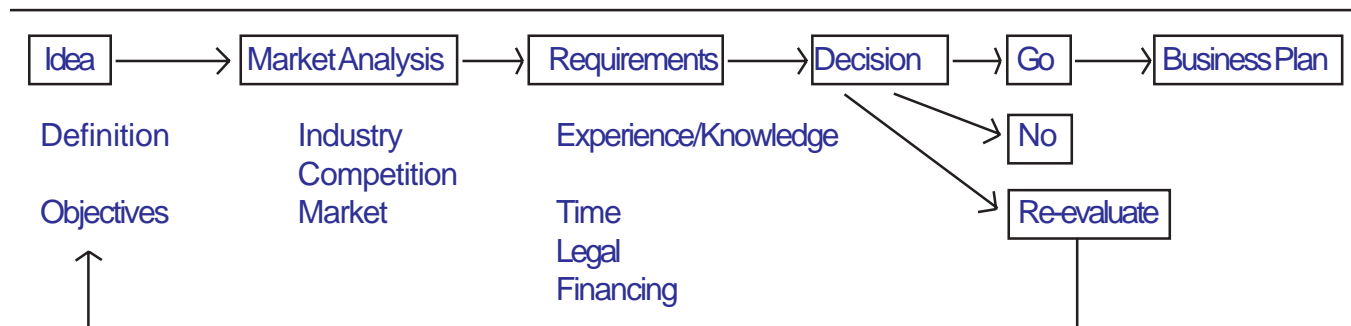 Idea Market Analysis Requirements Decision Go Business Plan
Definition Industry Experience/Knowledge No
Competition
Objectives Market Time Re-evaluate
Legal
Financing